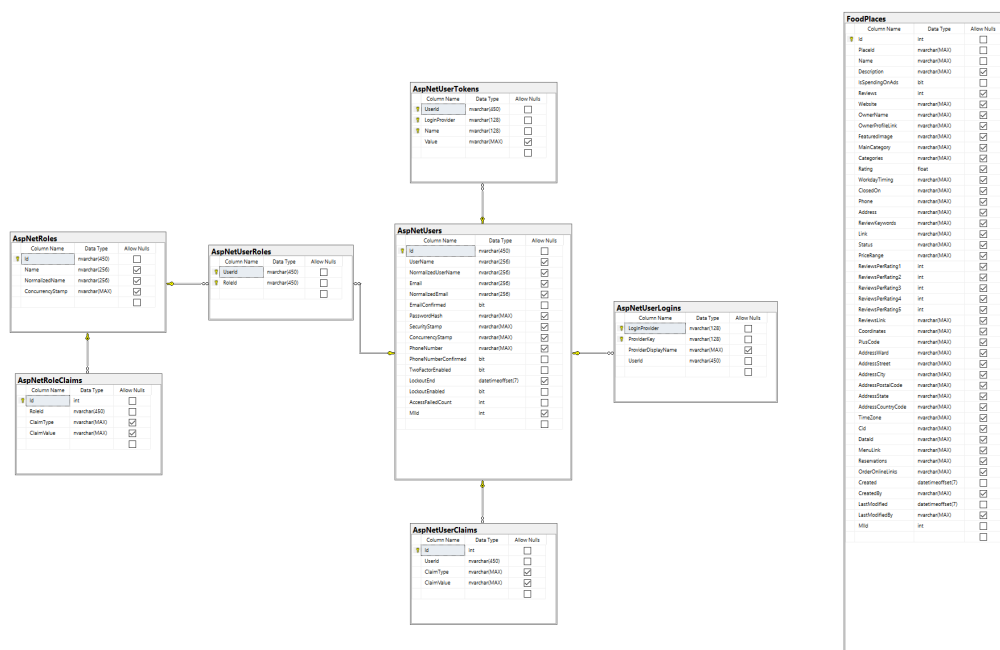 FoodPlaces
Column Name Data Type Allow Nulls
Id int
PlaceId nvarchar(MAX)
Name nvarchar(MAX)
Description nvarchar(MAX)
IsSpendingOnAds bit
Reviews int
Website nvarchar(MAX)
OwnerName nvarchar(MAX)
OwnerProfileLink nvarchar(MAX)
FeaturedImage nvarchar(MAX)
MainCategory nvarchar(MAX)
Categories nvarchar(MAX)
Rating float
WorkdayTiming nvarchar(MAX)
ClosedOn nvarchar(MAX)
Phone nvarchar(MAX)
Address nvarchar(MAX)
ReviewKeywords nvarchar(MAX)
Link nvarchar(MAX)
Status nvarchar(MAX)
PriceRange nvarchar(MAX)
ReviewsPerRating1 int
ReviewsPerRating2 int
ReviewsPerRating3 int
ReviewsPerRating4 int
ReviewsPerRating5 int
ReviewsLink nvarchar(MAX)
Coordinates nvarchar(MAX)
PlusCode nvarchar(MAX)
AddressWard nvarchar(MAX)
AddressStreet nvarchar(MAX)
AddressCity nvarchar(MAX)
AddressPostalCode nvarchar(MAX)
AddressState nvarchar(MAX)
AddressCountryCode nvarchar(MAX)
TimeZone nvarchar(MAX)
Cid nvarchar(MAX)
DataId nvarchar(MAX)
MenuLink nvarchar(MAX)
Reservations nvarchar(MAX)
OrderOnlineLinks nvarchar(MAX)
Created datetimeoffset(7)
CreatedBy nvarchar(MAX)
LastModified datetimeoffset(7)
LastModifiedBy nvarchar(MAX)
MId int
AspNetUserTokens
Column Name Data Type Allow Nulls
UserId nvarchar(450)
LoginProvider nvarchar(128)
Name nvarchar(128)
Value nvarchar(MAX)
AspNetRoles
Column Name Data Type Allow Nulls
Id nvarchar(450)
Name nvarchar(256)
NormalizedName nvarchar(256)
ConcurrencyStamp nvarchar(MAX)
AspNetUserRoles
Column Name Data Type Allow Nulls
UserId nvarchar(450)
RoleId nvarchar(450)
AspNetUsers
Column Name Data Type Allow Nulls
Id nvarchar(450)
UserName nvarchar(256)
NormalizedUserName nvarchar(256)
Email nvarchar(256)
NormalizedEmail nvarchar(256)
EmailConfirmed bit
PasswordHash nvarchar(MAX)
SecurityStamp nvarchar(MAX)
ConcurrencyStamp nvarchar(MAX)
PhoneNumber nvarchar(MAX)
PhoneNumberConfirmed bit
TwoFactorEnabled bit
LockoutEnd datetimeoffset(7)
LockoutEnabled bit
AccessFailedCount int
MId int
AspNetUserLogins
Column Name Data Type Allow Nulls
LoginProvider nvarchar(128)
ProviderKey nvarchar(128)
ProviderDisplayName nvarchar(MAX)
UserId nvarchar(450)
AspNetRoleClaims
Column Name Data Type Allow Nulls
Id int
RoleId nvarchar(450)
ClaimType nvarchar(MAX)
ClaimValue nvarchar(MAX)
AspNetUserClaims
Column Name Data Type Allow Nulls
Id int
UserId nvarchar(450)
ClaimType nvarchar(MAX)
ClaimValue nvarchar(MAX)